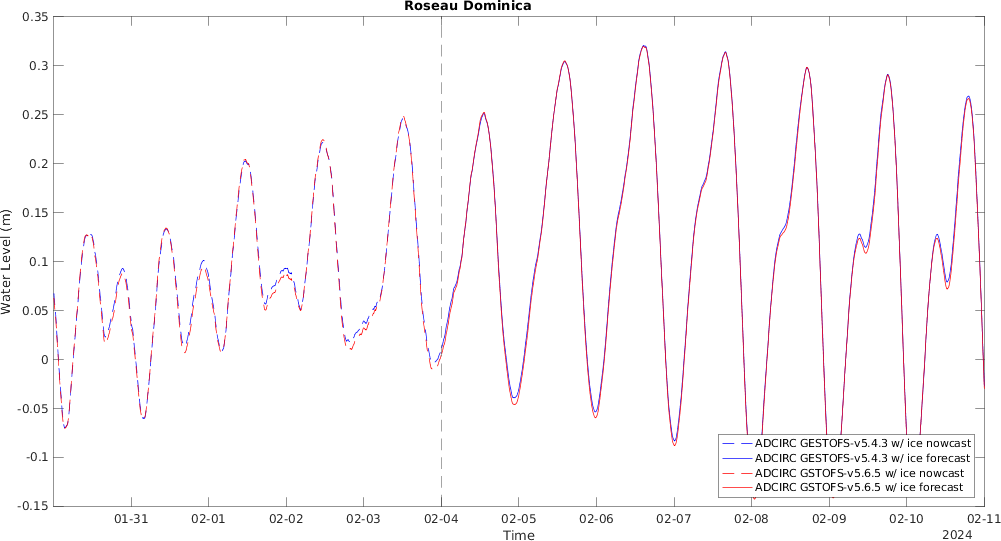 Roseau Dominica
Water Level (m)
0.35
0.3
0.25
0.2
0.15
0.1
0.05
0
-0.05
-0.1
-0.15
ADCIRC GESTOFS-v5.4.3 w/ ice nowcast
ADCIRC GESTOFS-v5.4.3 w/ ice forecast
ADCIRC GSTOFS-v5.6.5 w/ ice nowcast
ADCIRC GSTOFS-v5.6.5 w/ ice forecast
01-31 02-01 02-02 02-03 02-04 02-05 02-06 02-07 02-08 02-09 02-10 02-11
Time
2024